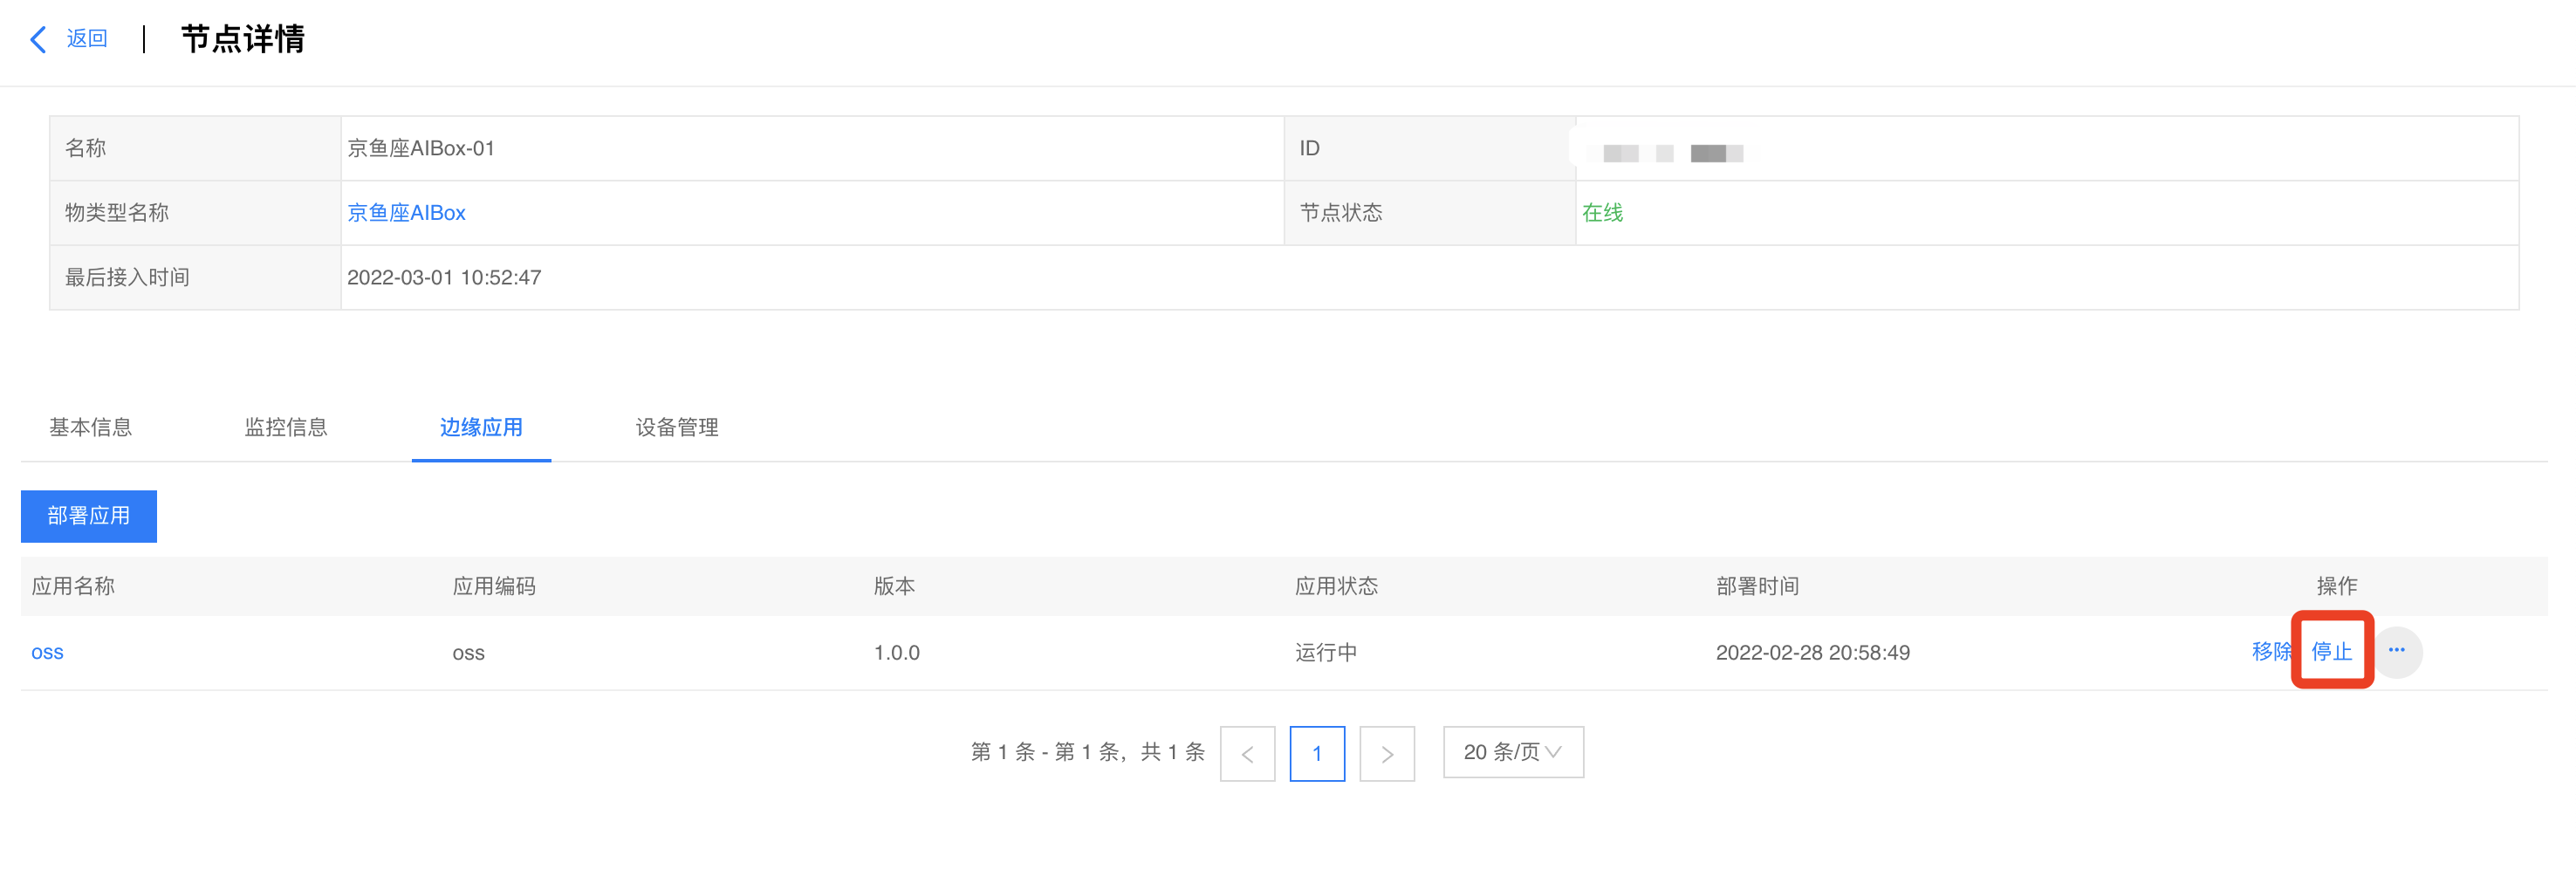 返回 | 节点详情
名称 京鱼座AIBox-01 ID
物类型名称 京鱼座AIBox 节点状态 在线
最后接入时间 2022-03-01 10:52:47
基本信息 监控信息 边缘应用 设备管理
部署应用
应用名称 应用编码 版本 应用状态 部署时间 操作
oss oss 1.0.0 运行中 2022-02-28 20:58:49 移除 停止 ···
第 1 条 - 第 1 条，共 1 条 < 1 > 20 条/页